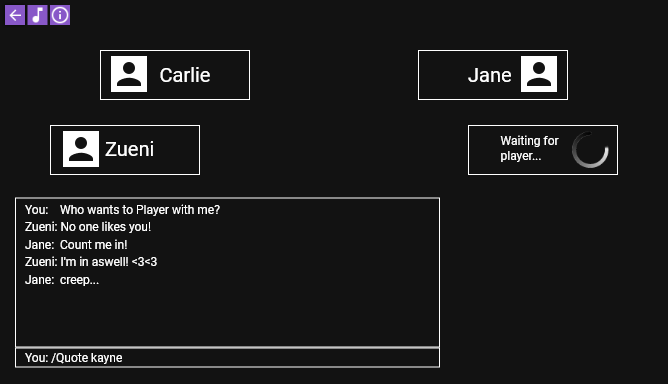 Carlie
Jane
Zueni
Waiting for
player...
You: Who wants to Player with me?
Zueni: No one likes you!
Jane: Count me in!
Zueni: I'm in aswell! <3<3
Jane: creep...
You: /Quote kayne